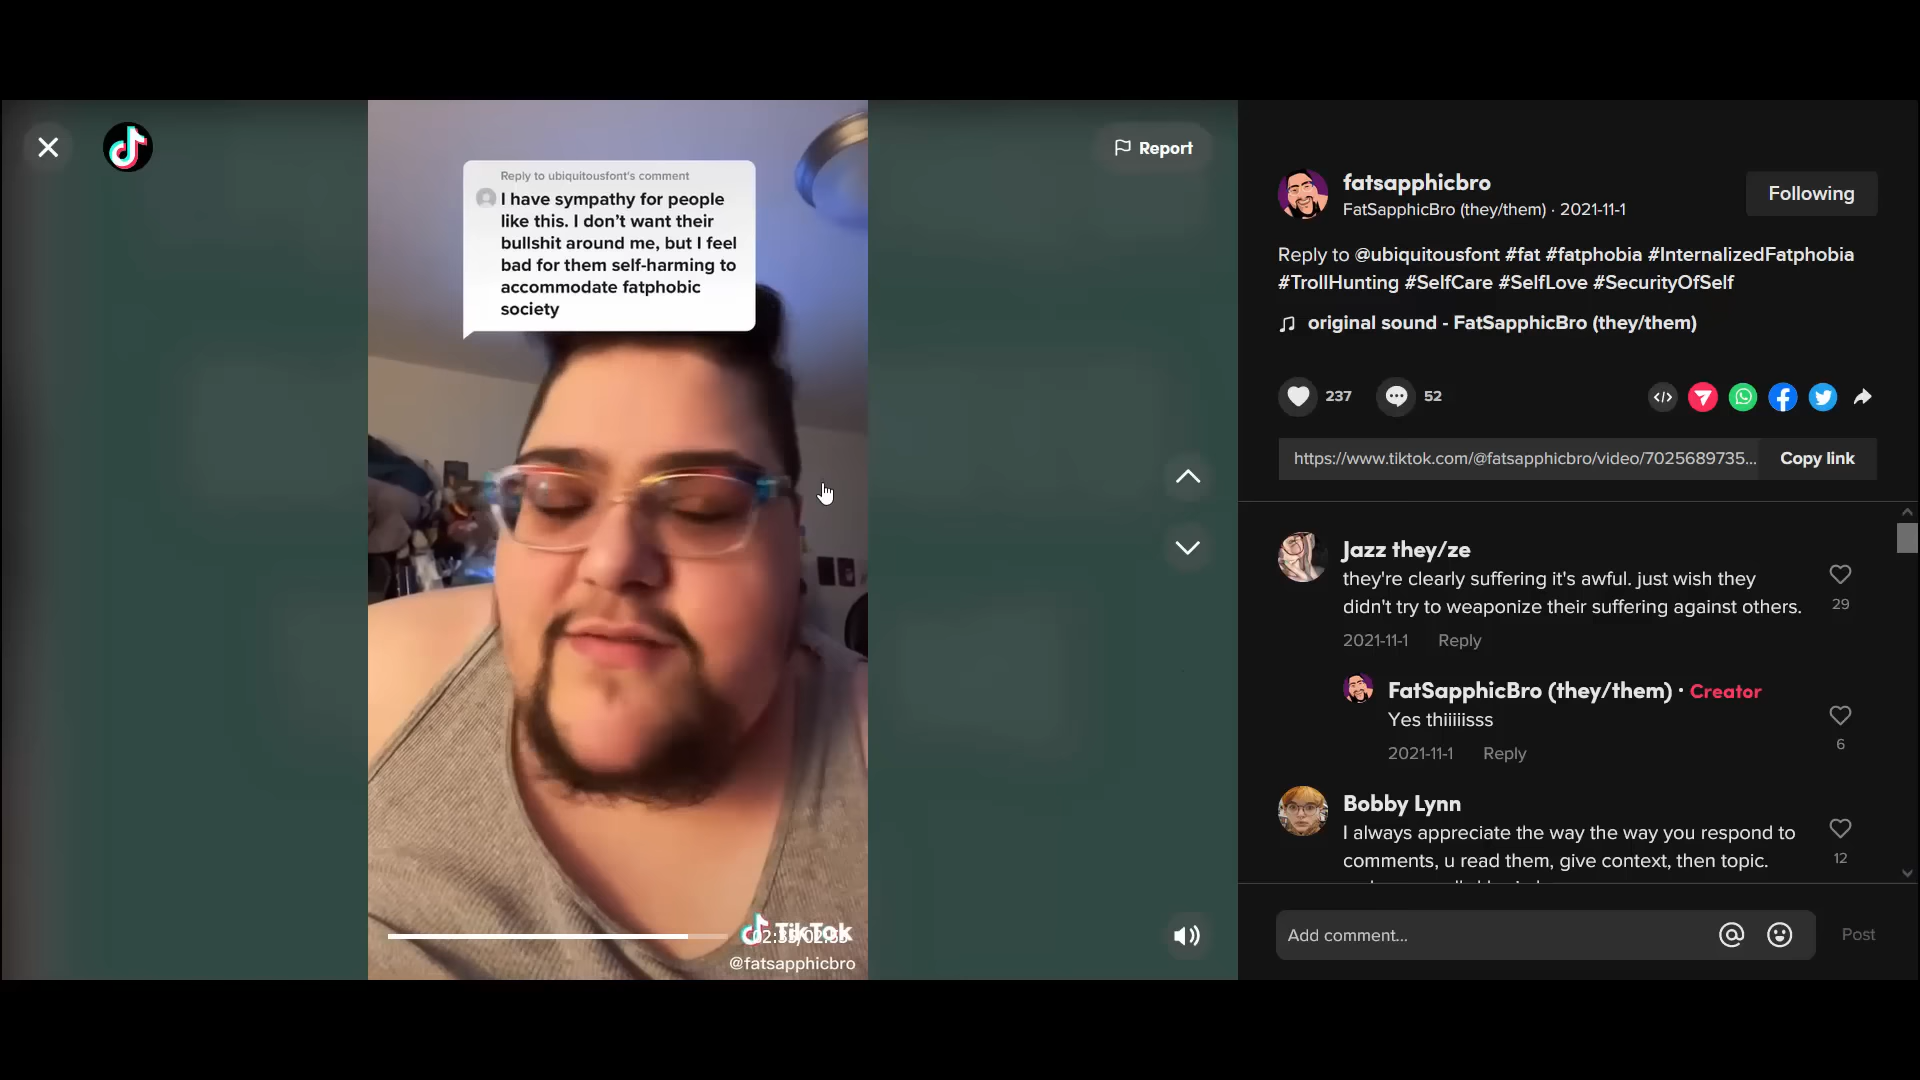 Report
Reply to ubiquitousfont's comment
I have sympathy for people
like this. I don't want their
bullshit around me, but I feel
bad for them self-harming to
accommodate fatphobic
society
TikTok
@fatsapphicbro
fatsapphicbro
FatSapphicBro (they/them) · 2021-11-1
Following
Reply to @ubiquitousfont #fat #fatphobia #InternalizedFatphobia
#TrollHunting #SelfCare #SelfLove #SecurityOfSelf
original sound - FatSapphicBro (they/them)
237
52
https://www.tiktok.com/@fatsapphicbro/video/7025689735...
Copy link
Jazz they/ze
they're clearly suffering it's awful. just wish they
didn't try to weaponize their suffering against others.
29
2021-11-1 Reply
FatSapphicBro (they/them) · Creator
Yes thiiiiisss
6
2021-11-1 Reply
Bobby Lynn
I always appreciate the way the way you respond to
comments, u read them, give context, then topic.
12
Add comment...
Post